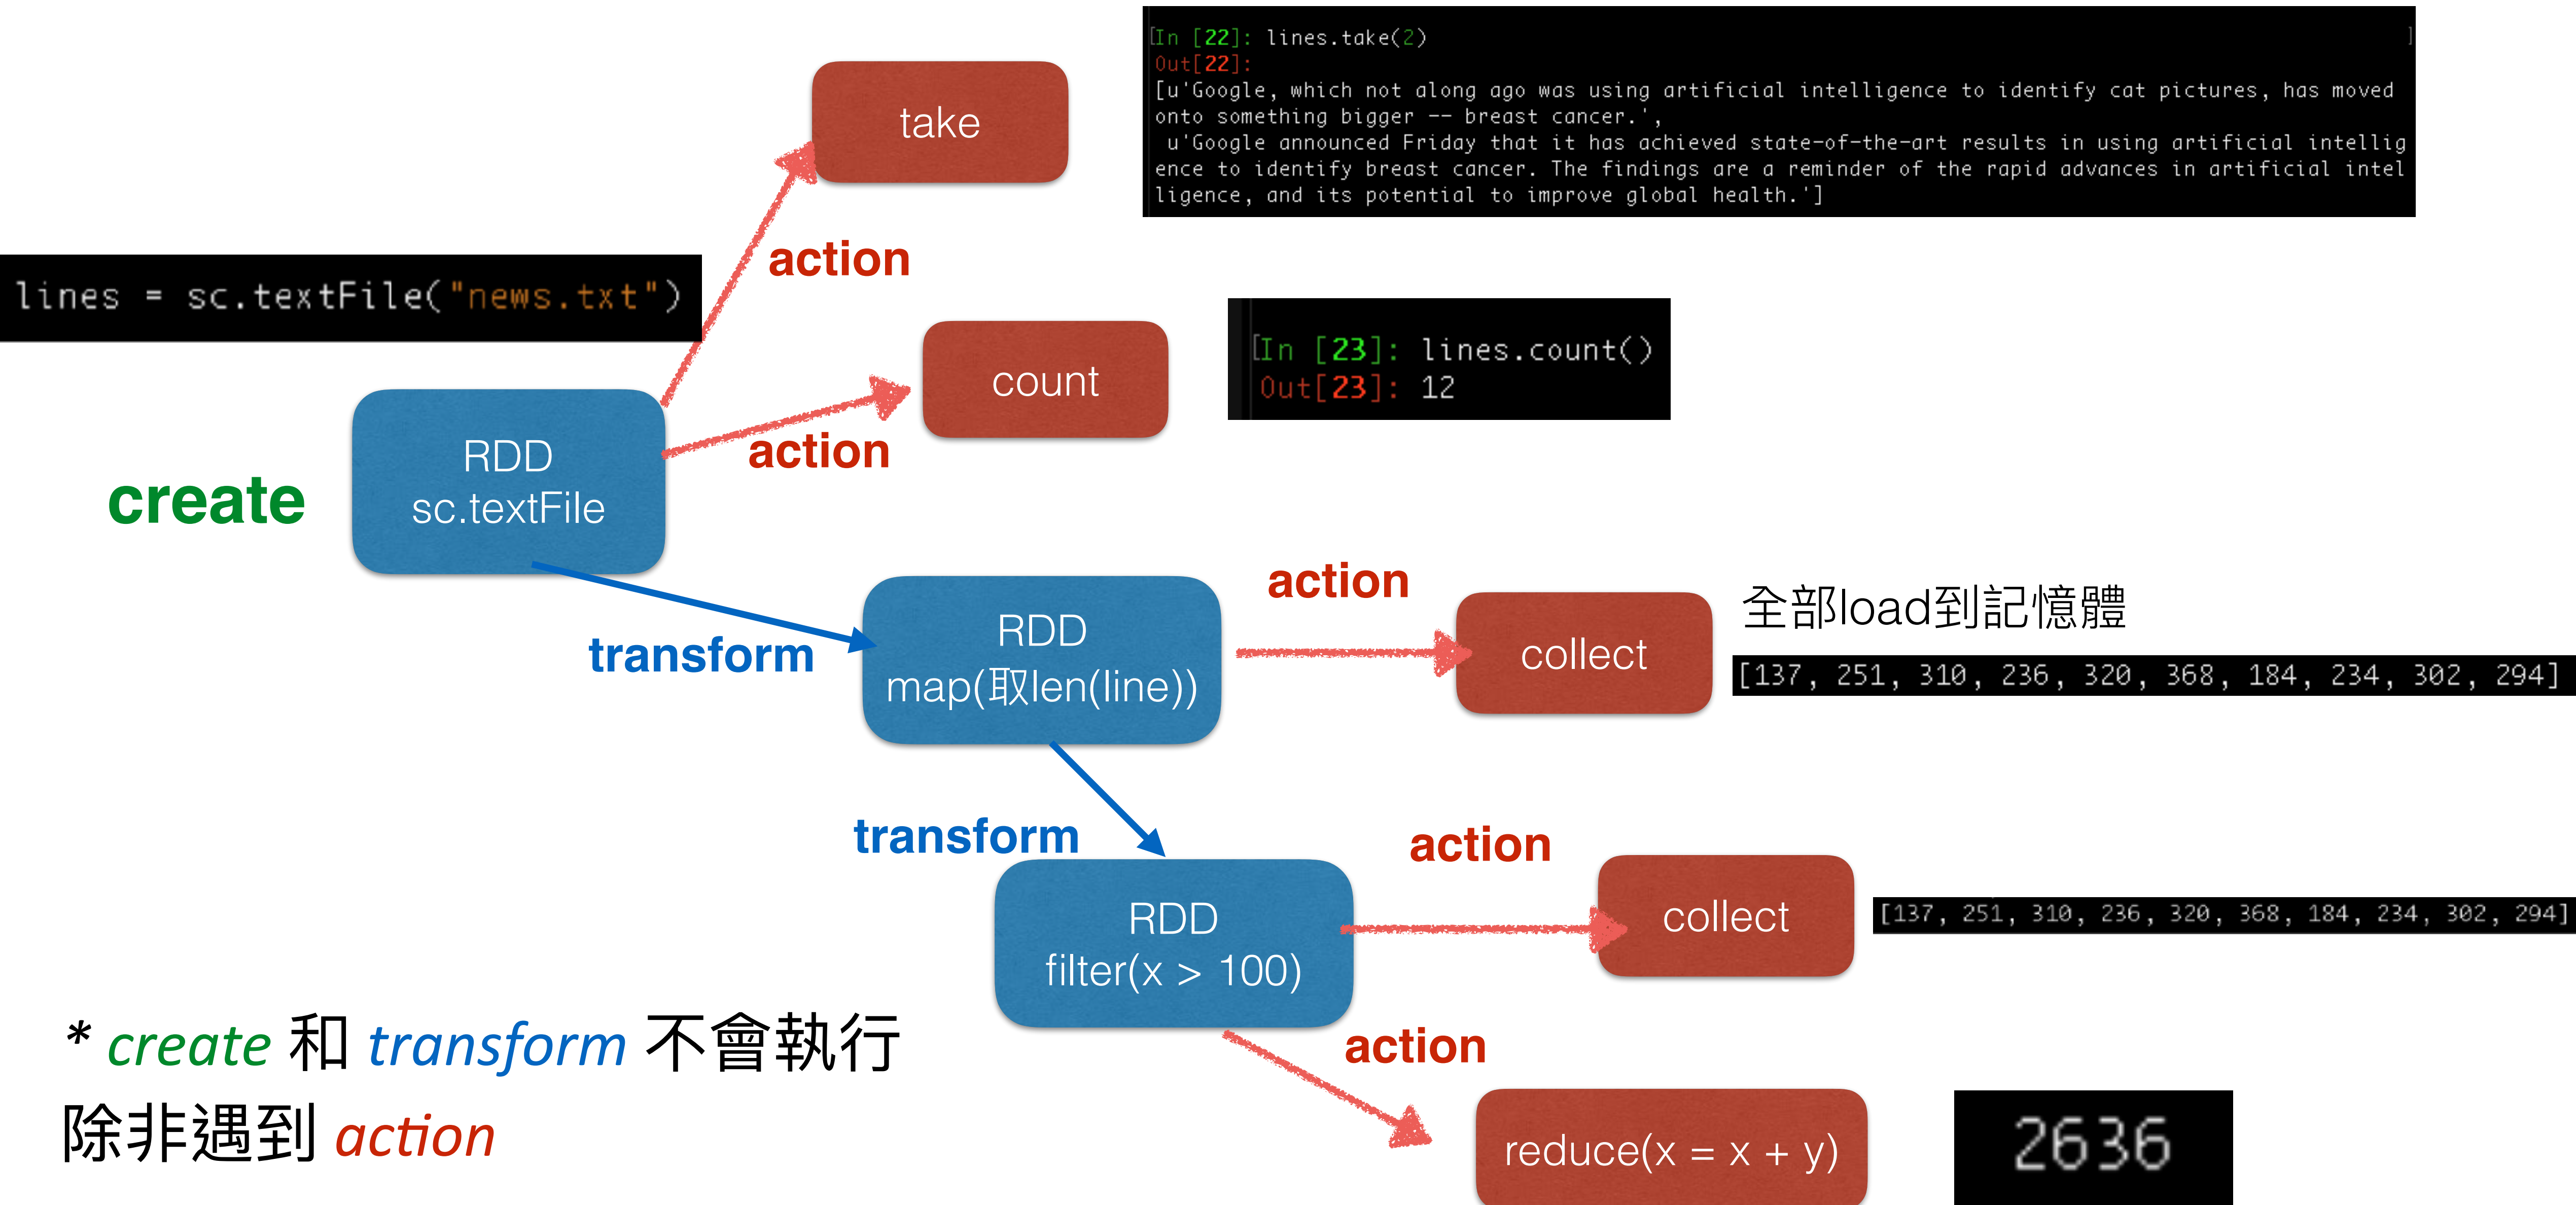 [In [22]: lines.take(2) ]
Out[22]:
[u'Google, which not along ago was using artificial intelligence to identify cat pictures, has moved
onto something bigger -- breast cancer.',
 u'Google announced Friday that it has achieved state-of-the-art results in using artificial intellig
ence to identify breast cancer. The findings are a reminder of the rapid advances in artificial intel
ligence, and its potential to improve global health.']
take
action
lines = sc.textFile("news.txt")
[In [23]: lines.count()
Out[23]: 12
count
action
RDD
sc.textFile
create
transform
RDD
map(取len(line))
action
collect
全部load到記憶體
[137, 251, 310, 236, 320, 368, 184, 234, 302, 294]
transform
RDD
filter(x > 100)
action
collect
[137, 251, 310, 236, 320, 368, 184, 234, 302, 294]
action
reduce(x = x + y)
2636
* create 和 transform 不會執行
除非遇到 action